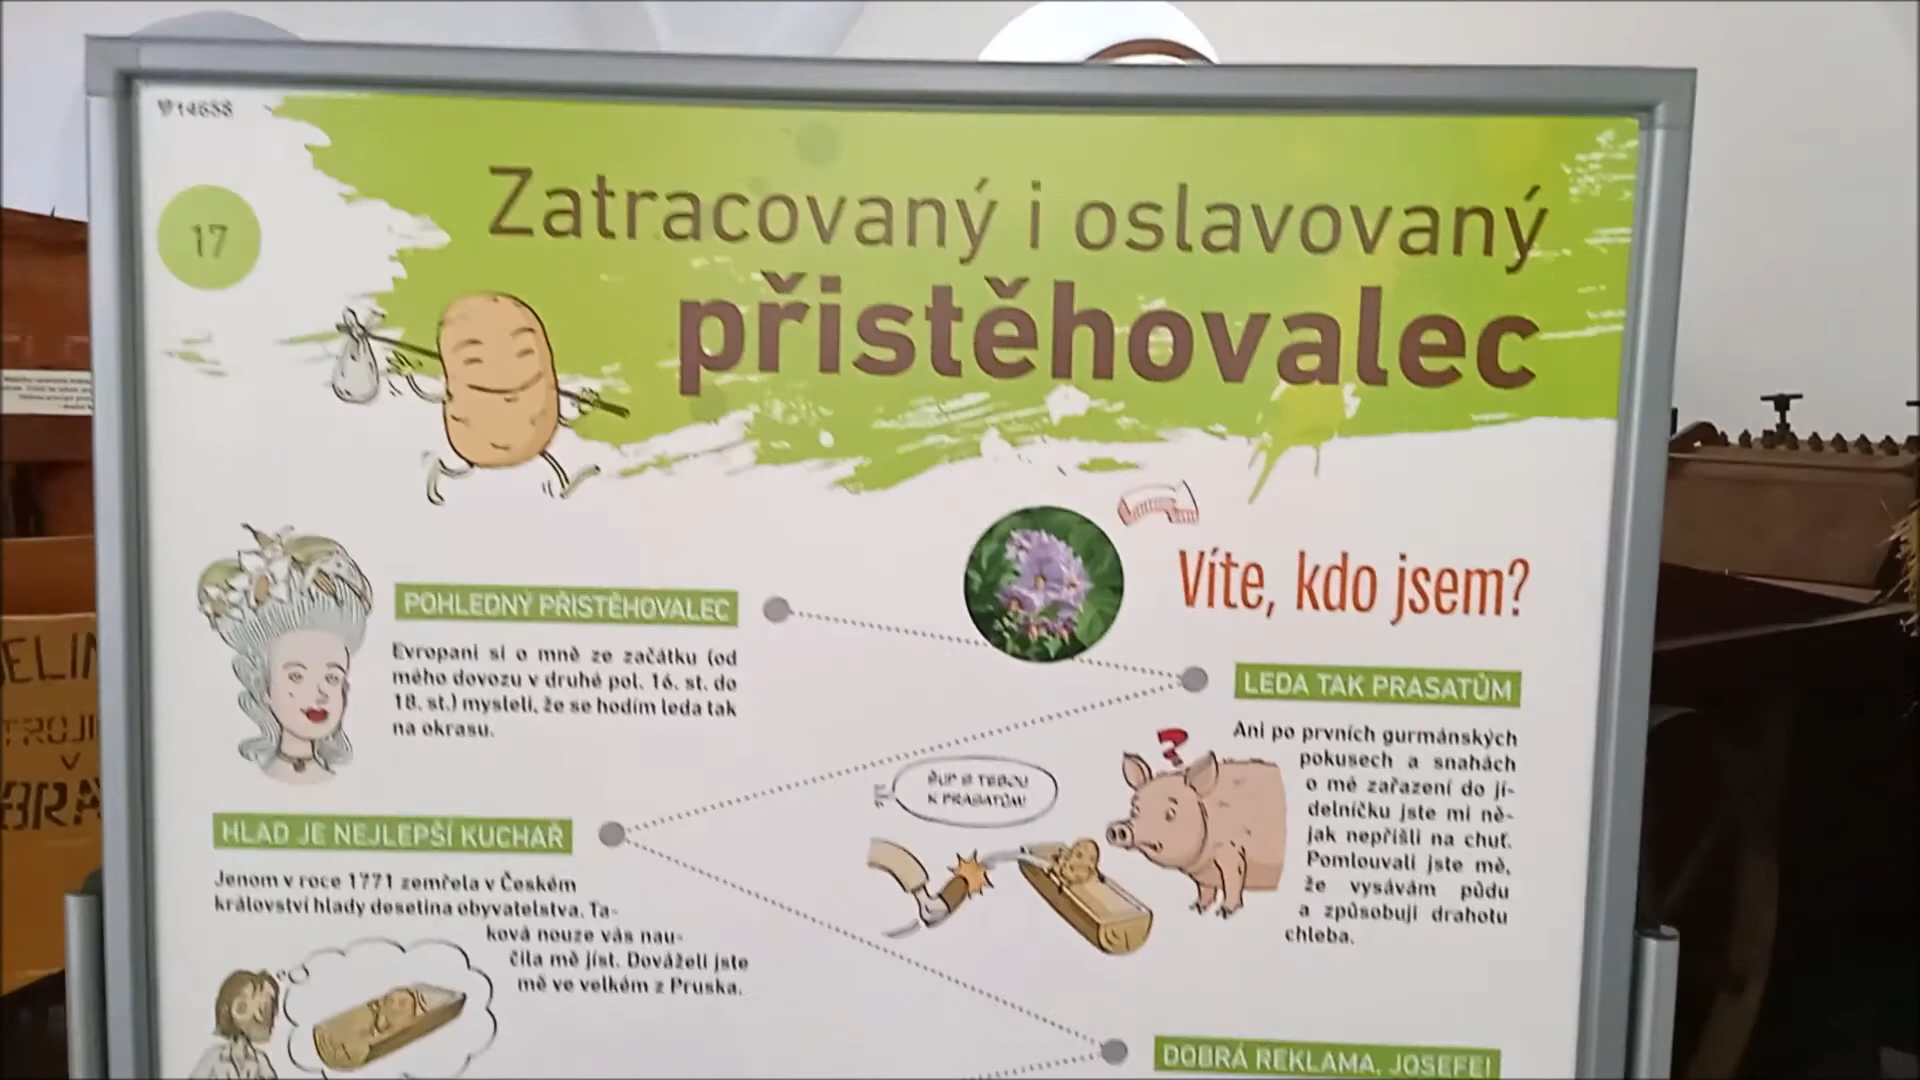 14658
17
Zatracovaný i oslavovaný
přistěhovalec
Víte, kdo jsem?
POHLEDNÝ PŘISTĚHOVALEC
Evropani si o mně ze začátku (od
mého dovozu v druhé pol. 16. st. do
18. st.) mysleli, že se hodím leda tak
na okrasu.
LEDA TAK PRASATŮM
Ani po prvních gurmánských
pokusech a snahách
o mé zařazení do jí-
delníčku jste mi ně-
jak nepřišli na chuť.
Pomlouvali jste mě,
že vysávám půdu
a způsobuji drahotu
chleba.
ŠUP S TEBOU
K PRASATŮM!
HLAD JE NEJLEPŠÍ KUCHAŘ
Jenom v roce 1771 zemřela v Českém
království hlady desetina obyvatelstva. Ta-
ková nouze vás nau-
čila mě jíst. Dováželi jste
mě ve velkém z Pruska.
DOBRÁ REKLAMA, JOSEFE!
ELIN
TROJI
V
BRA